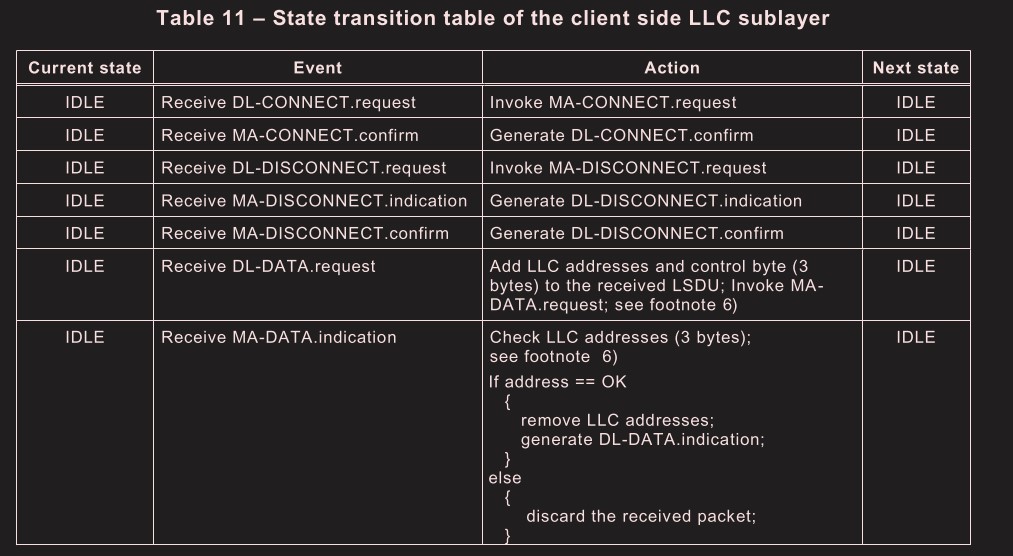 Table 11 – State transition table of the client side LLC sublayer
Current state Event Action Next state
IDLE Receive DL-CONNECT.request Invoke MA-CONNECT.request IDLE
IDLE Receive MA-CONNECT.confirm Generate DL-CONNECT.confirm IDLE
IDLE Receive DL-DISCONNECT.request Invoke MA-DISCONNECT.request IDLE
IDLE Receive MA-DISCONNECT.indication Generate DL-DISCONNECT.indication IDLE
IDLE Receive MA-DISCONNECT.confirm Generate DL-DISCONNECT.confirm IDLE
IDLE Receive DL-DATA.request Add LLC addresses and control byte (3 IDLE
bytes) to the received LSDU; Invoke MA-
DATA.request; see footnote 6)
IDLE Receive MA-DATA.indication Check LLC addresses (3 bytes); IDLE
see footnote 6)
If address == OK
{
remove LLC addresses;
generate DL-DATA.indication;
}
else
{
discard the received packet;
}